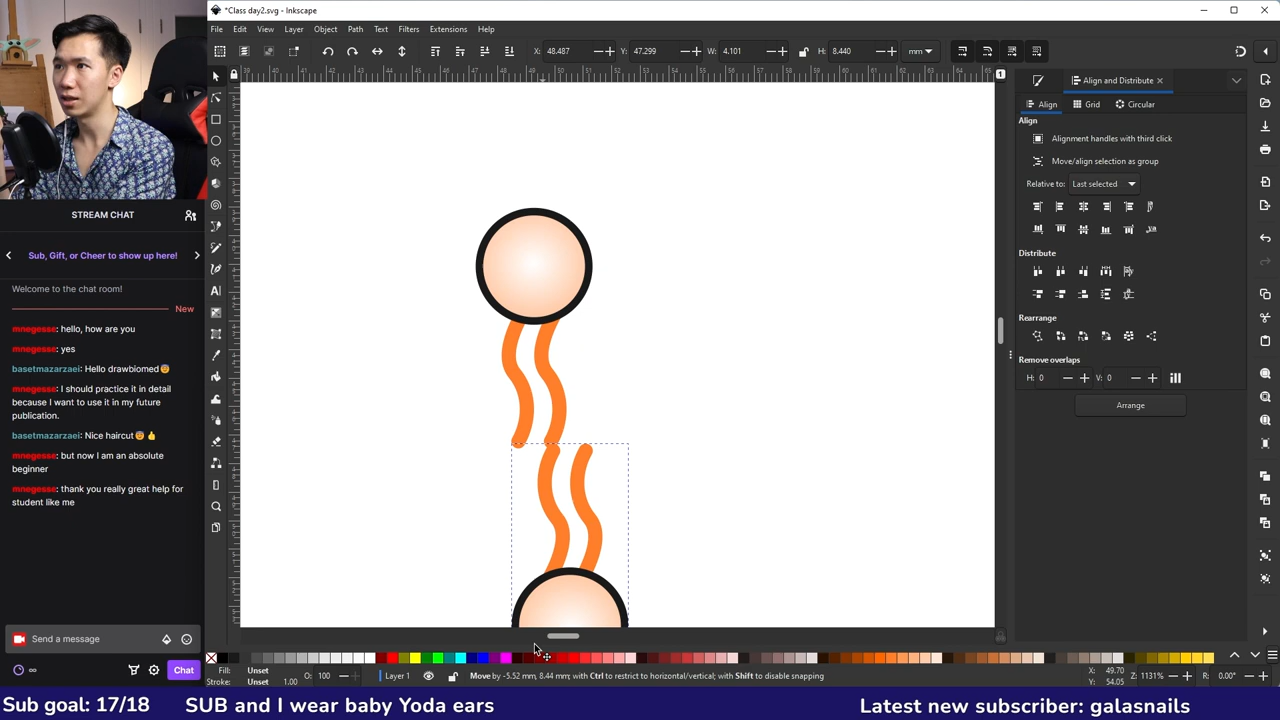 *Class day2.svg - Inkscape
File Edit View Layer Object Path Text Filters Extensions Help
X: 48.487 Y: 47.299 W: 4.101 H: 8.440 mm
Align and Distribute
Align Grid Circular
Align
Alignment handles with third click
Move/align selection as group
Relative to: Last selected
Distribute
Rearrange
Remove overlaps
H: 0 V: 0
Arrange
STREAM CHAT
Sub, Gift, or Cheer to show up here!
Welcome to the chat room!
New
mnegesse: hello, how are you
mnegesse: yes
basetmazarzaei: Hello drawbiomed
mnegesse: I should practice it in detail
because I want to use it in my future
publication.
basetmazarzaei: Nice haircut
mnegesse: but now I am an absolute
beginner
mnegesse: thank you really great help for
student like me
Send a message
Chat
Fill: Unset
Stroke: Unset 1.00
O: 100
Layer 1
Move by -5.52 mm, 8.44 mm; with Ctrl to restrict to horizontal/vertical; with Shift to disable snapping
X: 49.70
Y: 54.05
Z: 1131%
R: 0.00°
Sub goal: 17/18 SUB and I wear baby Yoda ears Latest new subscriber: galasnails